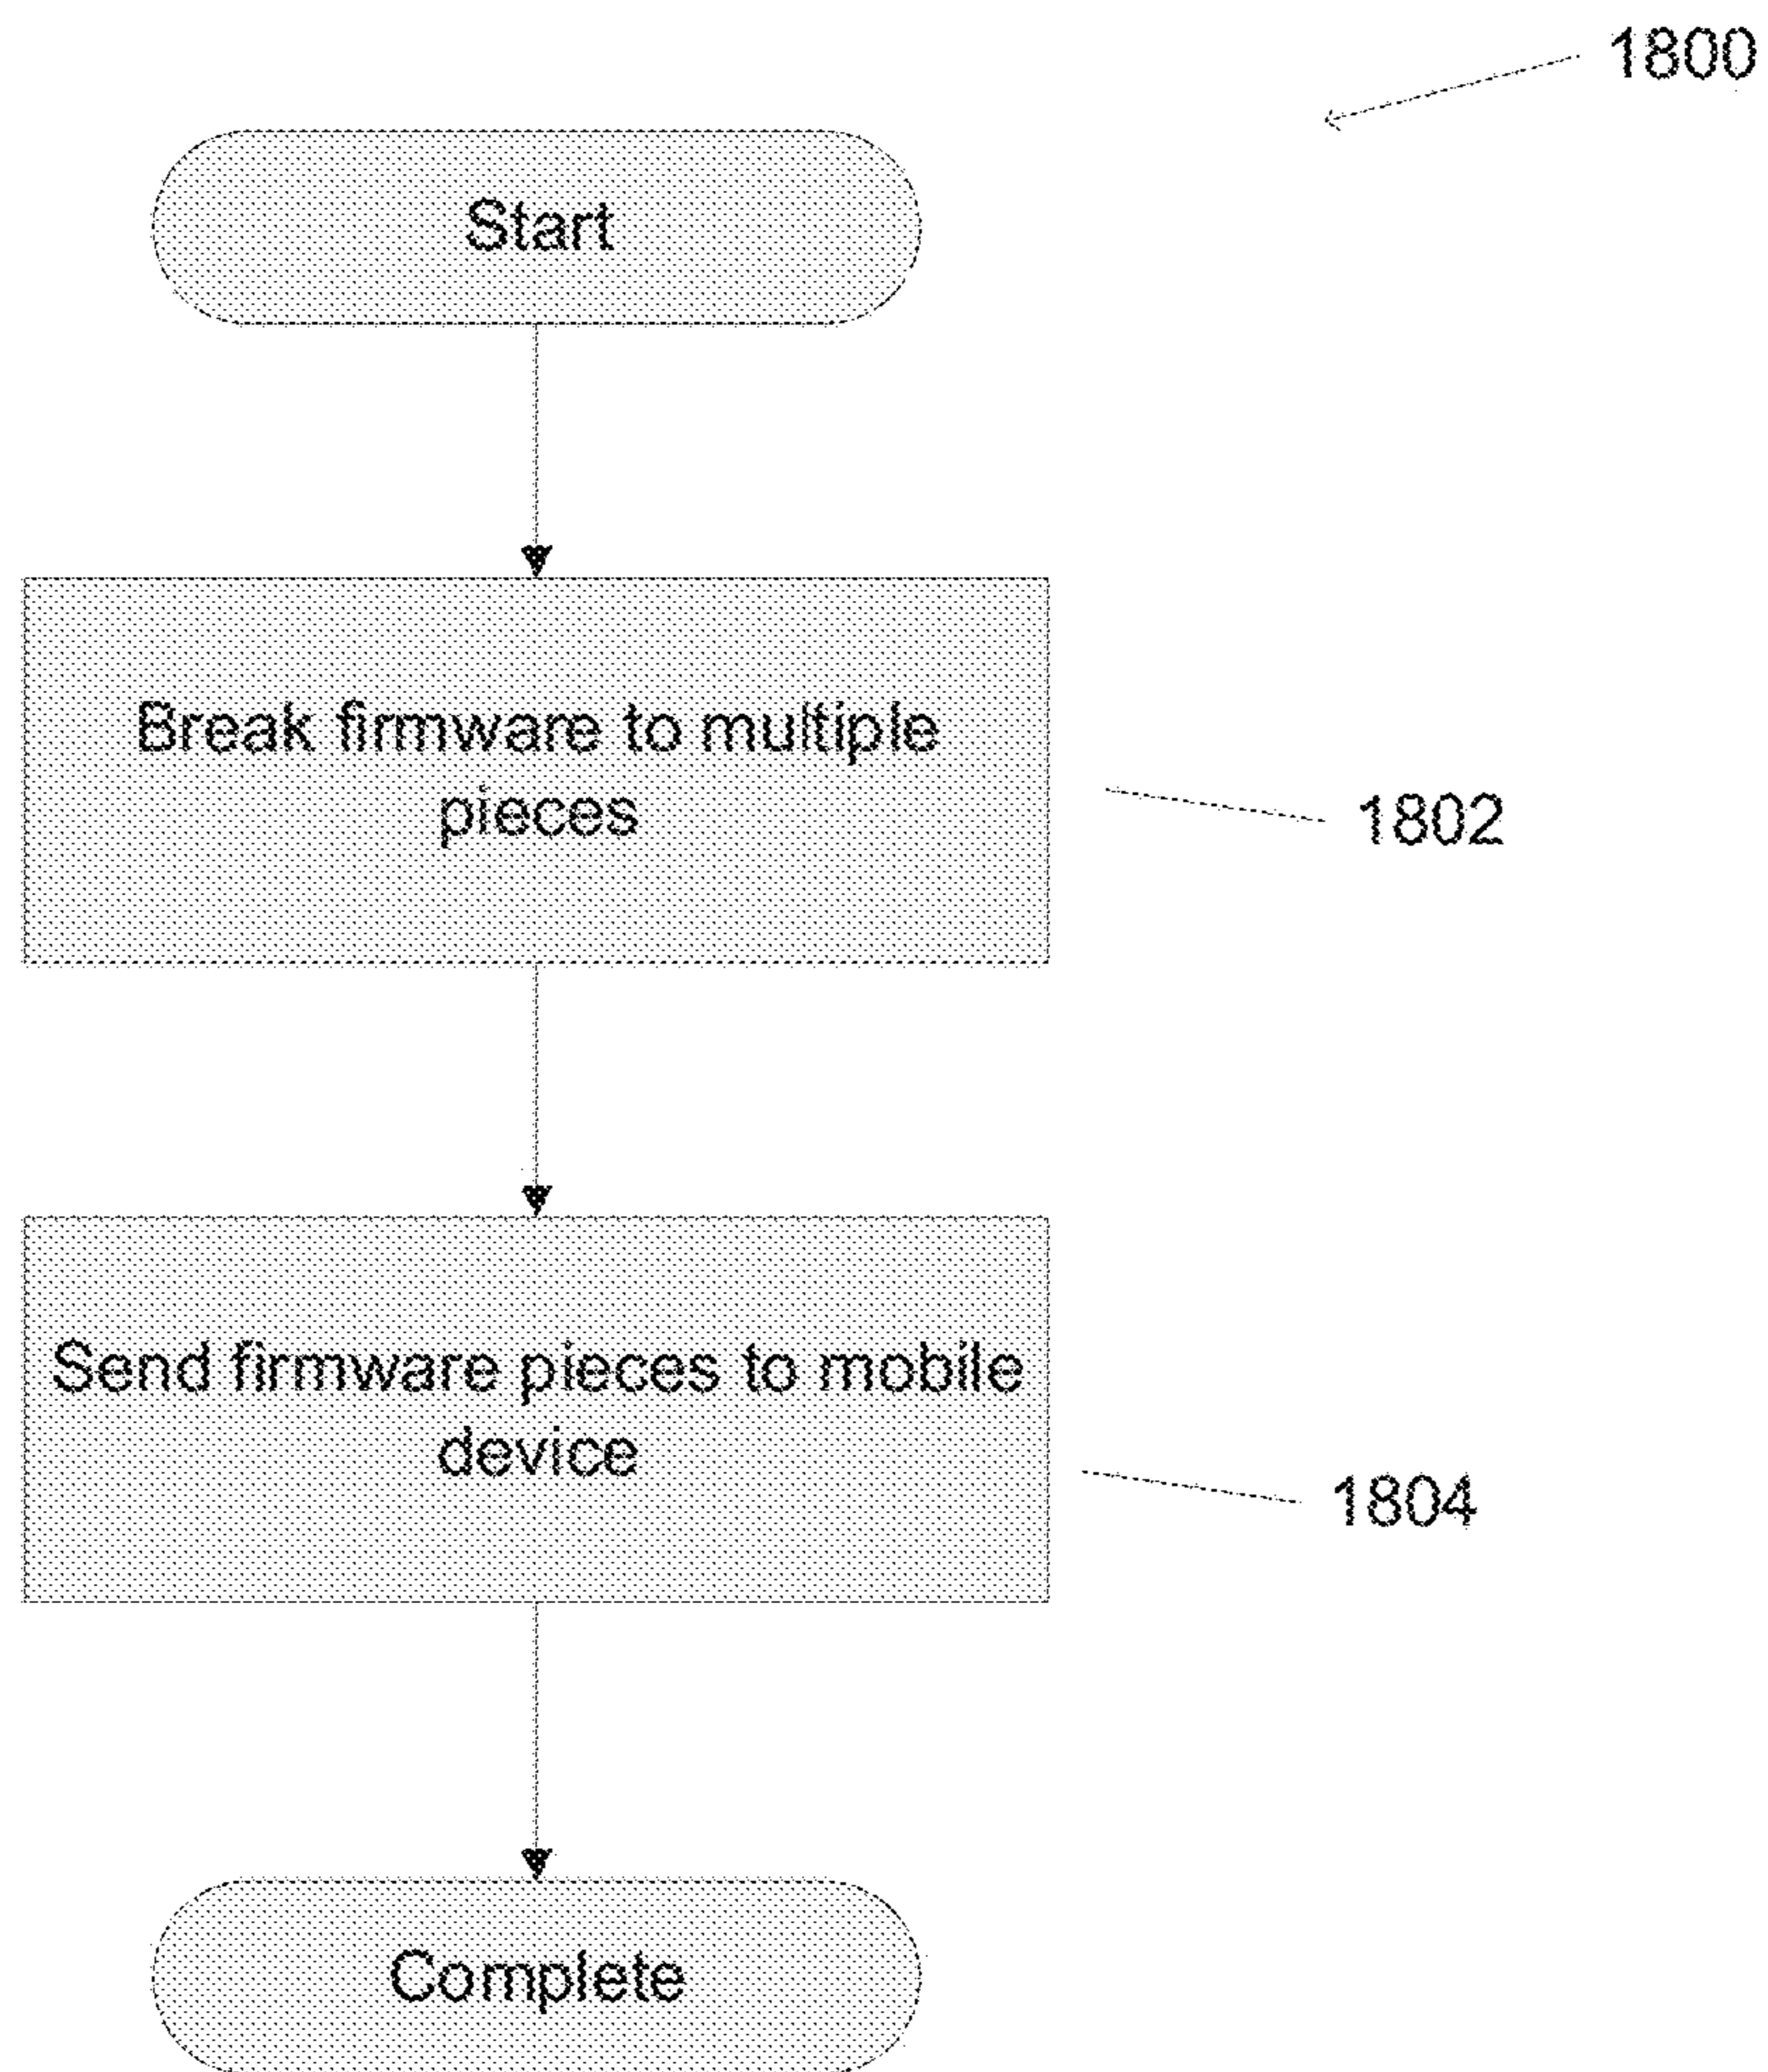 1800
Start
Break firmware to multiple
pieces
1802
Send firmware pieces to mobile
device
1804
Complete